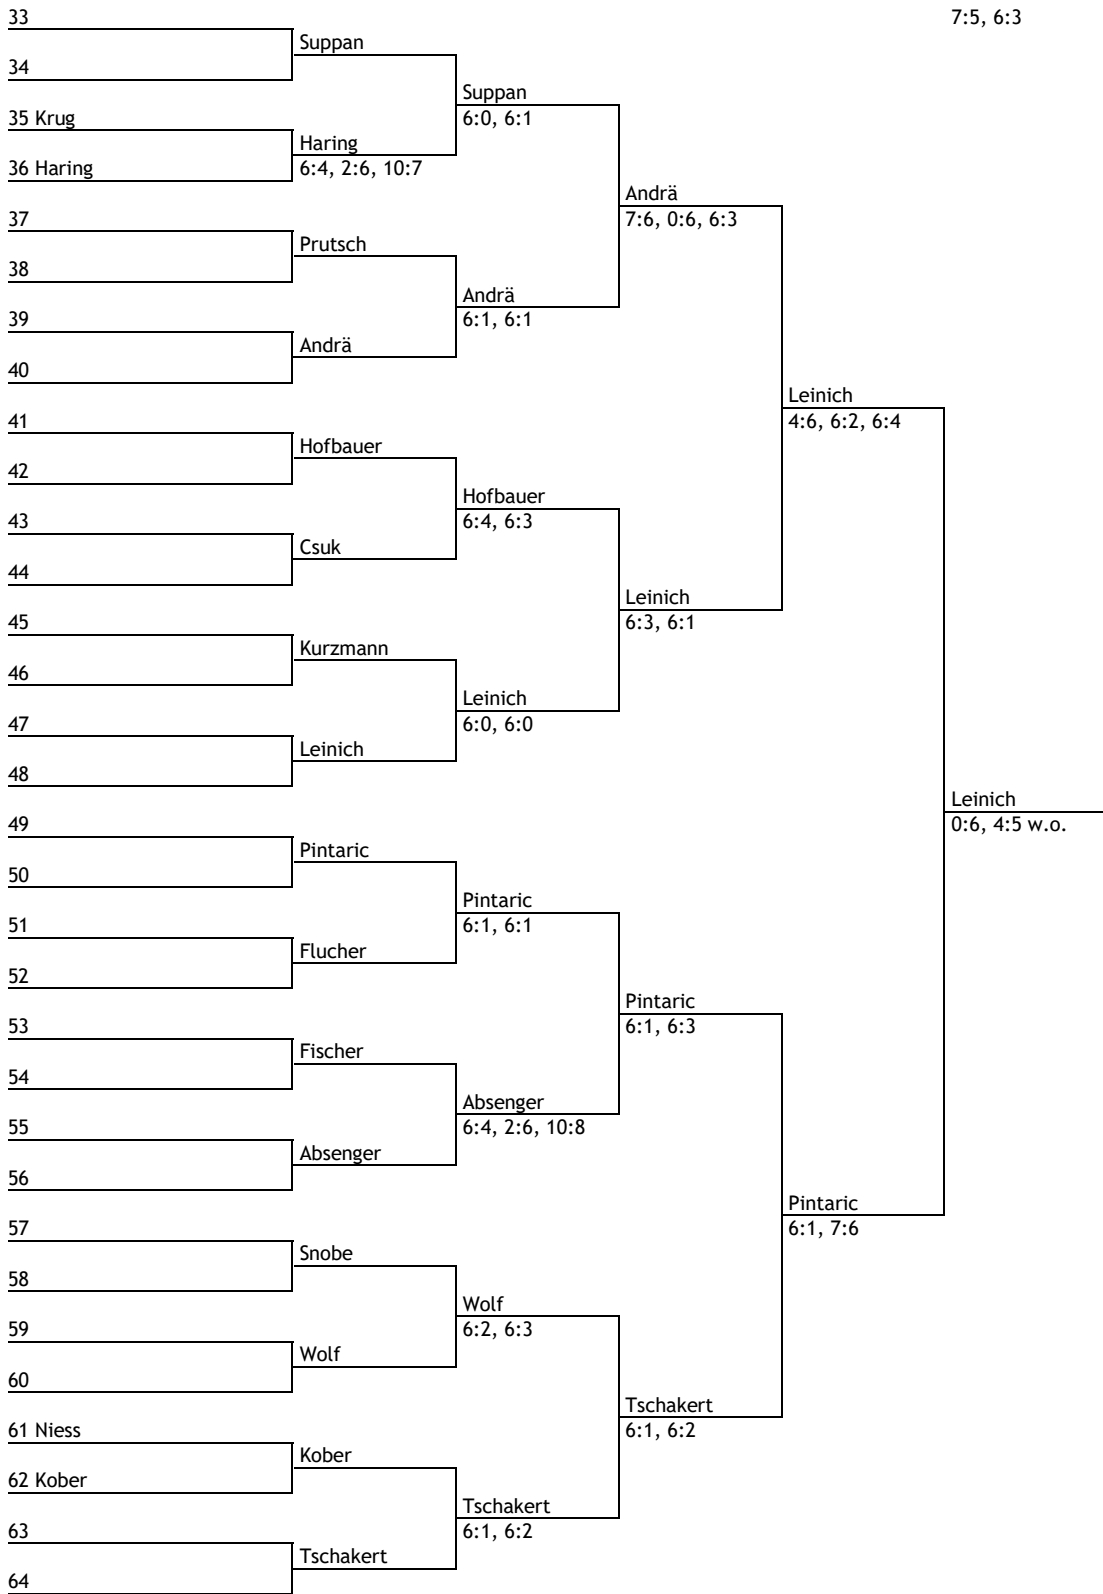 33
7:5, 6:3
Suppan
34
Suppan
6:0, 6:1
35 Krug
Haring
6:4, 2:6, 10:7
36 Haring
Andrä
7:6, 0:6, 6:3
37
Prutsch
38
Andrä
6:1, 6:1
39
Andrä
40
Leinich
4:6, 6:2, 6:4
41
Hofbauer
42
Hofbauer
6:4, 6:3
43
Csuk
44
Leinich
6:3, 6:1
45
Kurzmann
46
Leinich
6:0, 6:0
47
Leinich
48
Leinich
0:6, 4:5 w.o.
49
Pintaric
50
Pintaric
6:1, 6:1
51
Flucher
52
Pintaric
6:1, 6:3
53
Fischer
54
Absenger
6:4, 2:6, 10:8
55
Absenger
56
Pintaric
6:1, 7:6
57
Snobe
58
Wolf
6:2, 6:3
59
Wolf
60
Tschakert
6:1, 6:2
61 Niess
Kober
62 Kober
Tschakert
6:1, 6:2
63
Tschakert
64